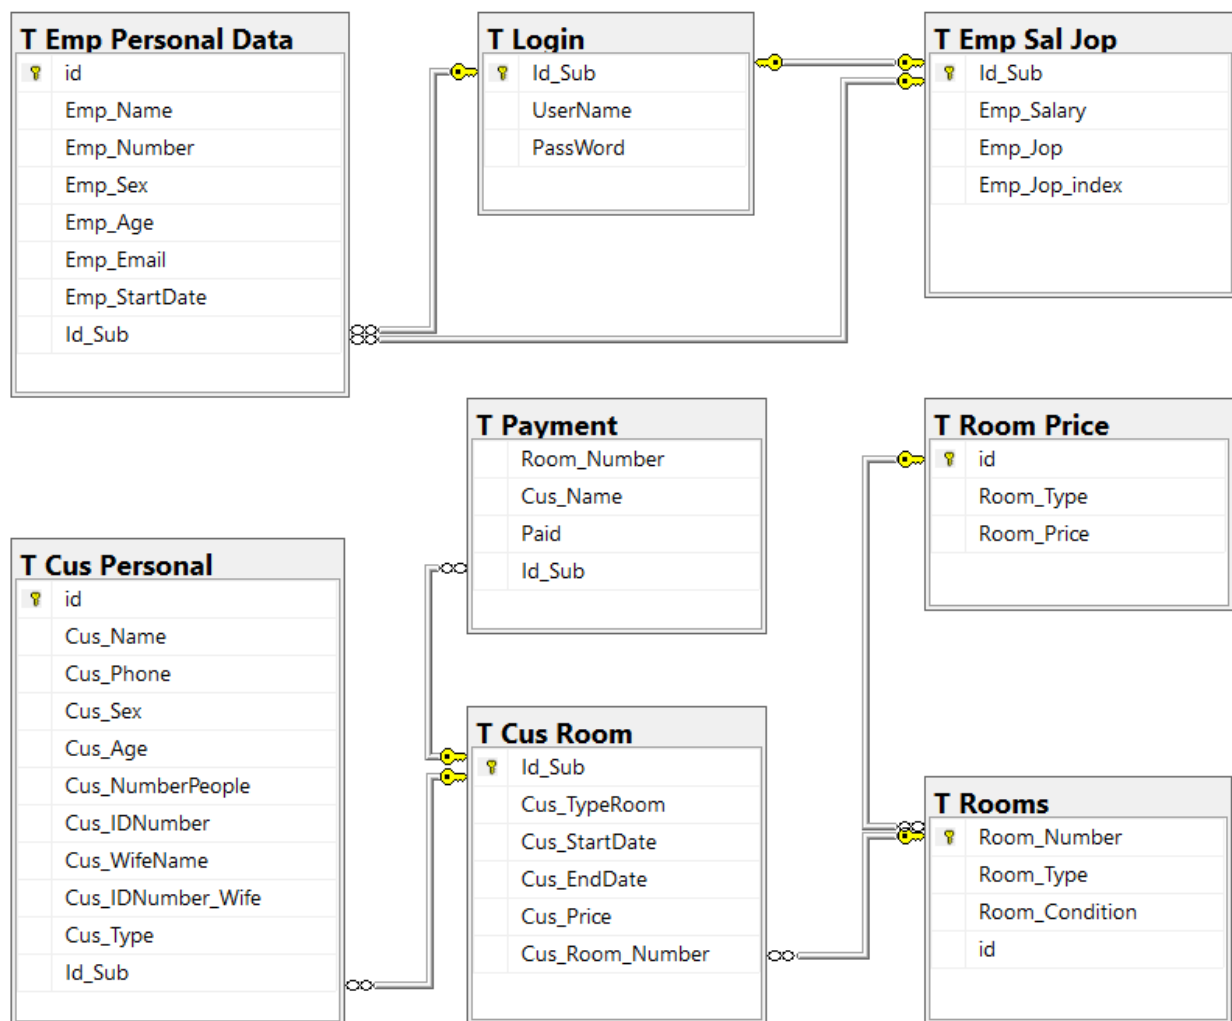 T Emp Personal Data
id
Emp_Name
Emp_Number
Emp_Sex
Emp_Age
Emp_Email
Emp_StartDate
Id_Sub
T Login
Id_Sub
UserName
PassWord
T Emp Sal Jop
Id_Sub
Emp_Salary
Emp_Jop
Emp_Jop_index
T Payment
Room_Number
Cus_Name
Paid
Id_Sub
T Room Price
id
Room_Type
Room_Price
T Cus Personal
id
Cus_Name
Cus_Phone
Cus_Sex
Cus_Age
Cus_NumberPeople
Cus_IDNumber
Cus_WifeName
Cus_IDNumber_Wife
Cus_Type
Id_Sub
T Cus Room
Id_Sub
Cus_TypeRoom
Cus_StartDate
Cus_EndDate
Cus_Price
Cus_Room_Number
T Rooms
Room_Number
Room_Type
Room_Condition
id